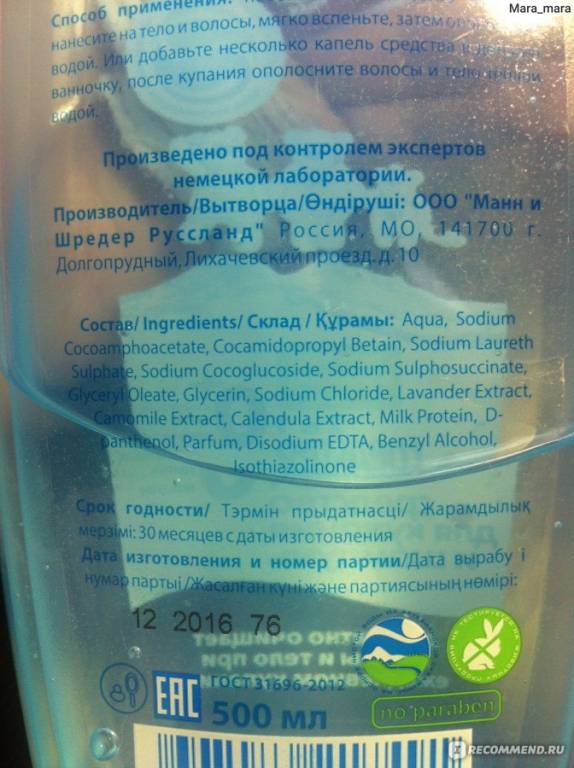 Mara_mara
Способ применения:
нанесите на тело и волосы, мягко вспеньте, затем
водой. Или добавьте несколько капель средства в
ванночку, после купания ополосните волосы и тело тёплой
водой.
Произведено под контролем экспертов
немецкой лаборатории.
Производитель/Вытворца/Өндіруші: ООО "Манн и
Шредер Руссланд" Россия, МО, 141700 г.
Долгопрудный, Лихачевский проезд. д. 10
Состав/ Ingredients/ Склад / Құрамы: Aqua, Sodium
Cocoamphoacetate, Cocamidopropyl Betain, Sodium Laureth
Sulphate, Sodium Cocoglucoside, Sodium Sulphosuccinate,
Glyceryl Oleate, Glycerin, Sodium Chloride, Lavander Extract,
Camomile Extract, Calendula Extract, Milk Protein, D-
panthenol, Parfum, Disodium EDTA, Benzyl Alcohol,
Isothiazolinone
Срок годности/ Тэрмін прыдатнасці/ Жарамдылық
мерзімі: 30 месяцев с даты изготовления
Дата изготовления и номер партии/Дата вырабу і
нумар партыі /Жасалған күні және партиясының нөмірі:
12 2016 76
EAC
ГОСТ 31696-2012
500 мл
no paraben
IRECOMMEND.RU